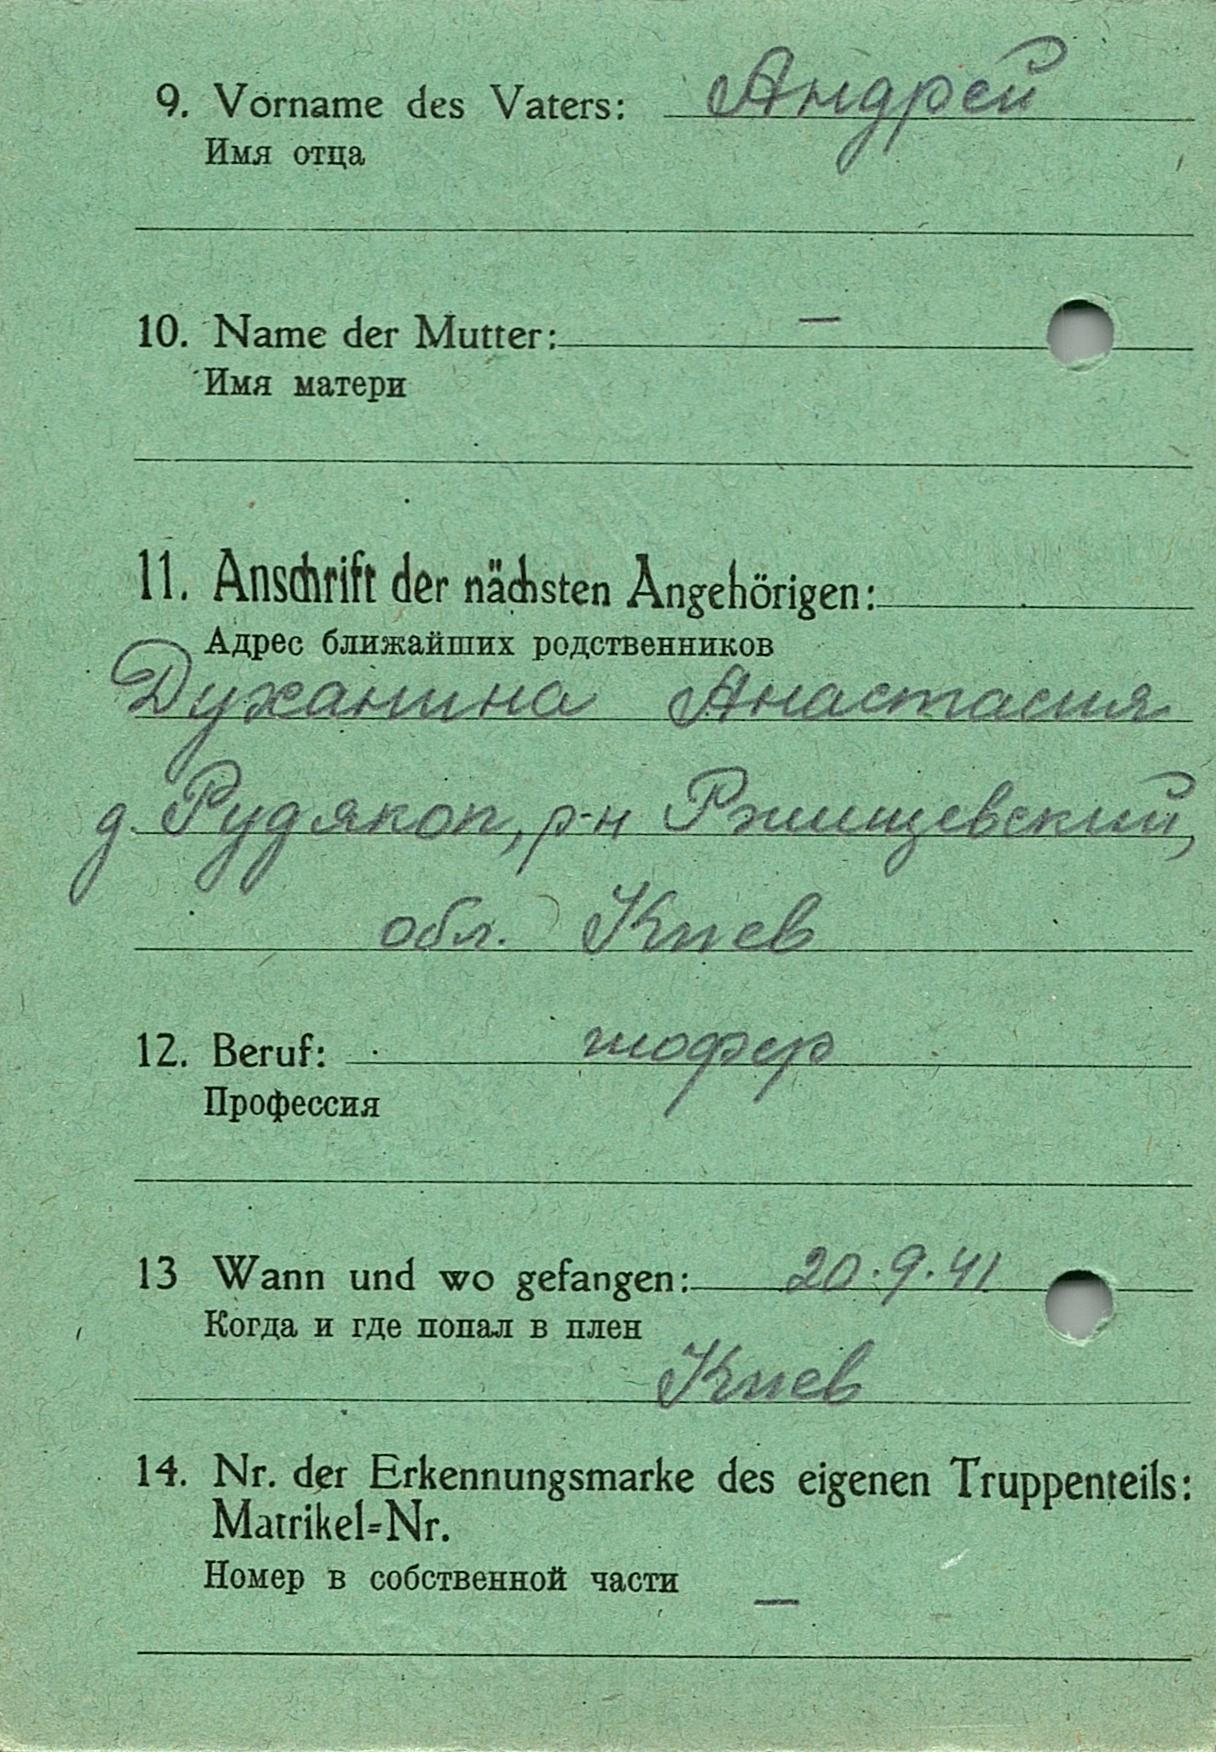 9. Vorname des Vaters: Андрей
Имя отца
10. Name der Mutter: —
Имя матери
11. Anschrift der nächsten Angehörigen:
Адрес ближайших родственников
Духанина Анастасия
д. Рудякоп, р-н Ржищевский,
обл. Киев
12. Beruf: шофер
Профессия
13 Wann und wo gefangen: 20.9.41
Когда и где попал в плен
Киев
14. Nr. der Erkennungsmarke des eigenen Truppenteils:
Matrikel=Nr.
Номер в собственной части —